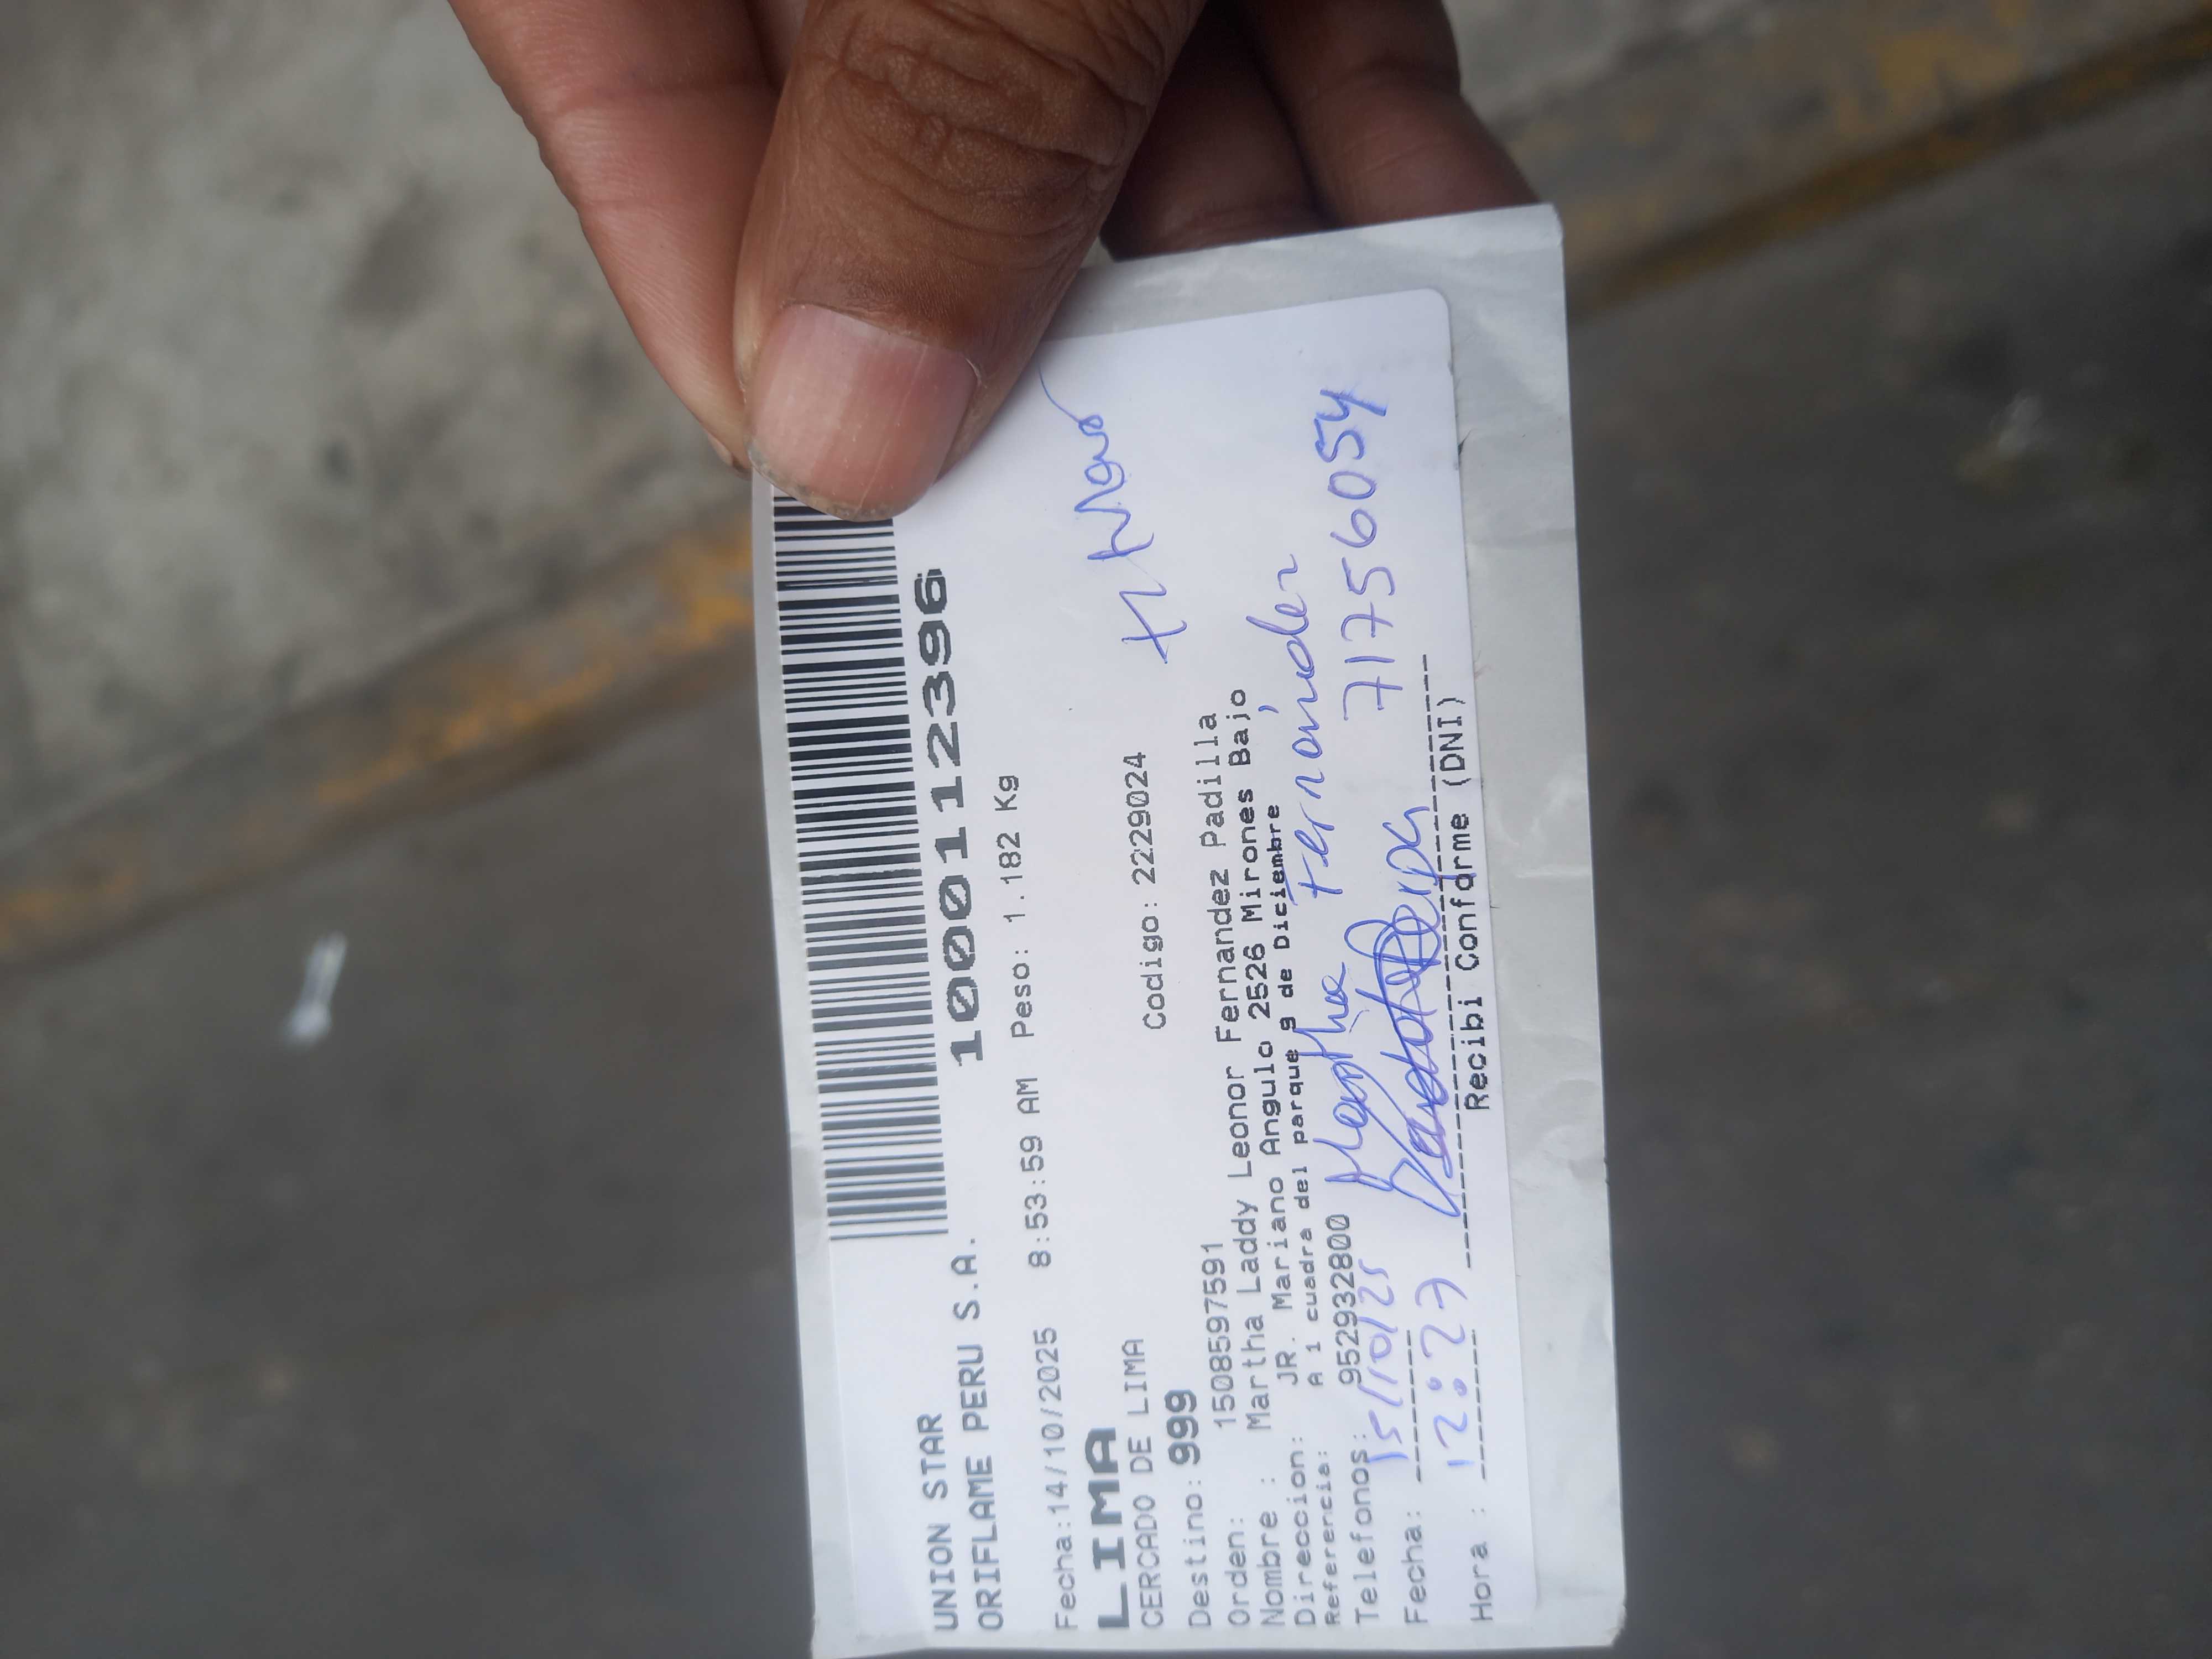 UNION STAR
ORIFLAME PERU S.A. 1000112396
Fecha:14/10/2025 8:53:59 AM Peso: 1.182 Kg
LIMA
CERCADO DE LIMA
Destino: 999 Codigo: 2229024
Orden: 1508597591
Nombre : Martha Laddy Leonor Fernandez Padilla
Direccion: JR. Mariano Angulo 2526 Mirones Bajo
Referencia: A 1 cuadra del parque 9 de Diciembre
Telefonos: 952932800
Martha Fernández
Fecha: 15/10/25
71756054
Hora : 12:27
Recibi Conforme (DNI)